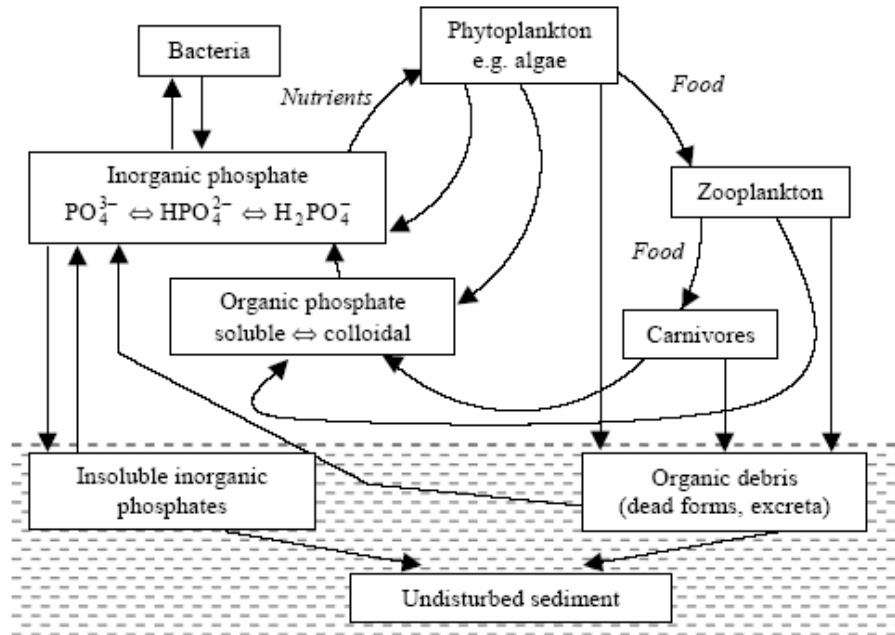 Bacteria
Phytoplankton
e.g. algae
Nutrients
Food
Inorganic phosphate
PO₄³⁻ ⇔ HPO₄²⁻ ⇔ H₂PO₄⁻
Zooplankton
Food
Organic phosphate
soluble ⇔ colloidal
Carnivores
Insoluble inorganic
phosphates
Organic debris
(dead forms, excreta)
Undisturbed sediment